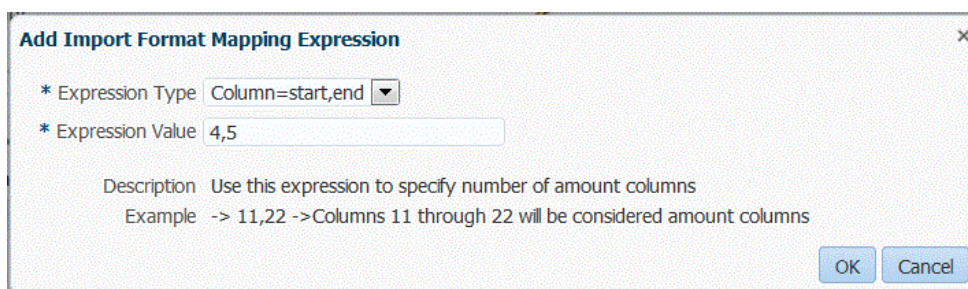 Add Import Format Mapping Expression
* Expression Type Column=start,end
* Expression Value 4,5
Description Use this expression to specify number of amount columns
Example -> 11,22 ->Columns 11 through 22 will be considered amount columns
OK Cancel